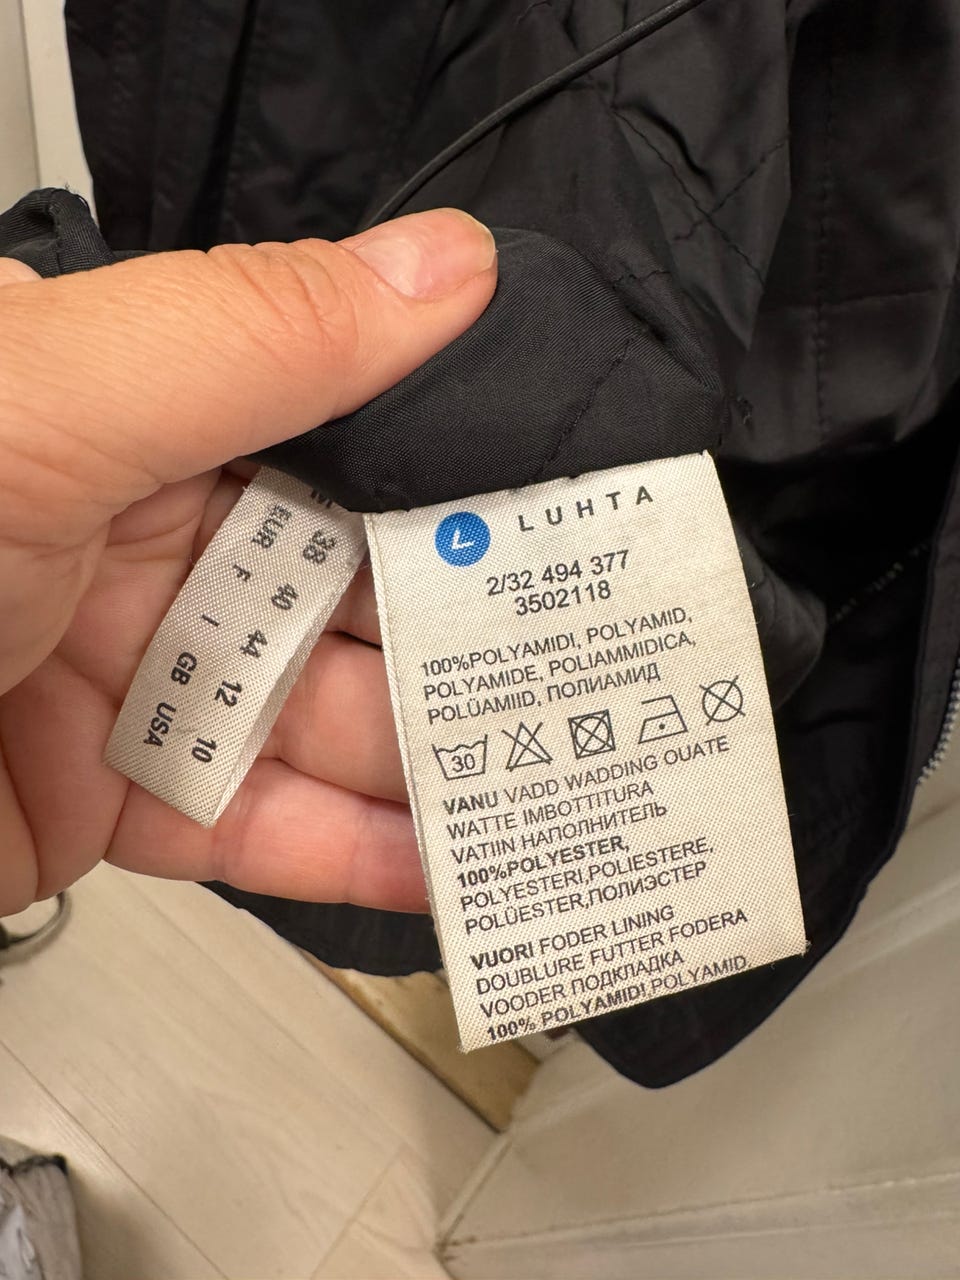 LUHTA
2/32 494 377
3502118
100%POLYAMIDI, POLYAMID,
POLYAMIDE, POLIAMMIDICA,
POLÜAMIID, ПОЛИАМИД
30
VANU VADD WADDING OUATE
WATTE IMBOTTITURA
VATIIN НАПОЛНИТЕЛЬ
100%POLYESTER,
POLYESTERI,POLIESTERE,
POLÜESTER,ПОЛИЭСТЕР
VUORI FODER LINING
DOUBLURE FUTTER FODERA
VOODER ПОДКЛАДКА
100% POLYAMIDI POLYAMID
EUR 38
F 40
I 44
GB 12
USA 10